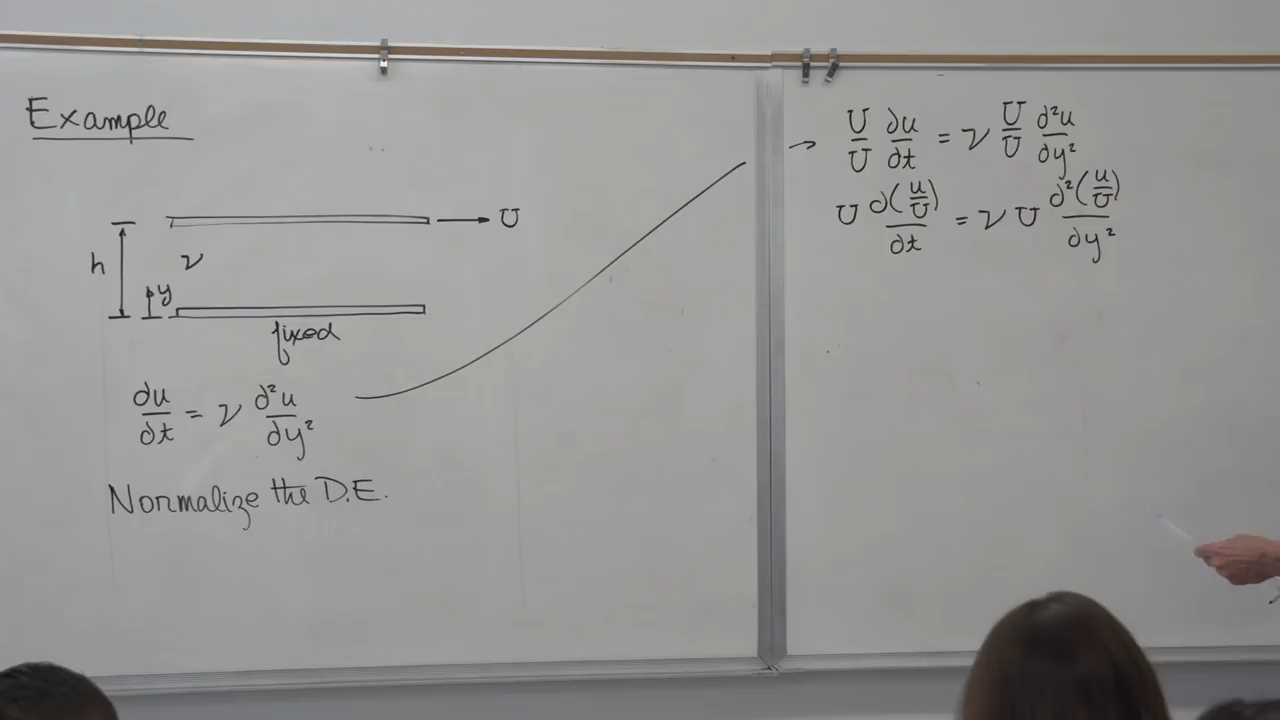 Example
U
h
ν
y
fixed
∂u/∂t = ν ∂²u/∂y²
Normalize the D.E.
→ U/U ∂u/∂t = ν U/U ∂²u/∂y²
U ∂(u/U)/∂t = ν U ∂²(u/U)/∂y²